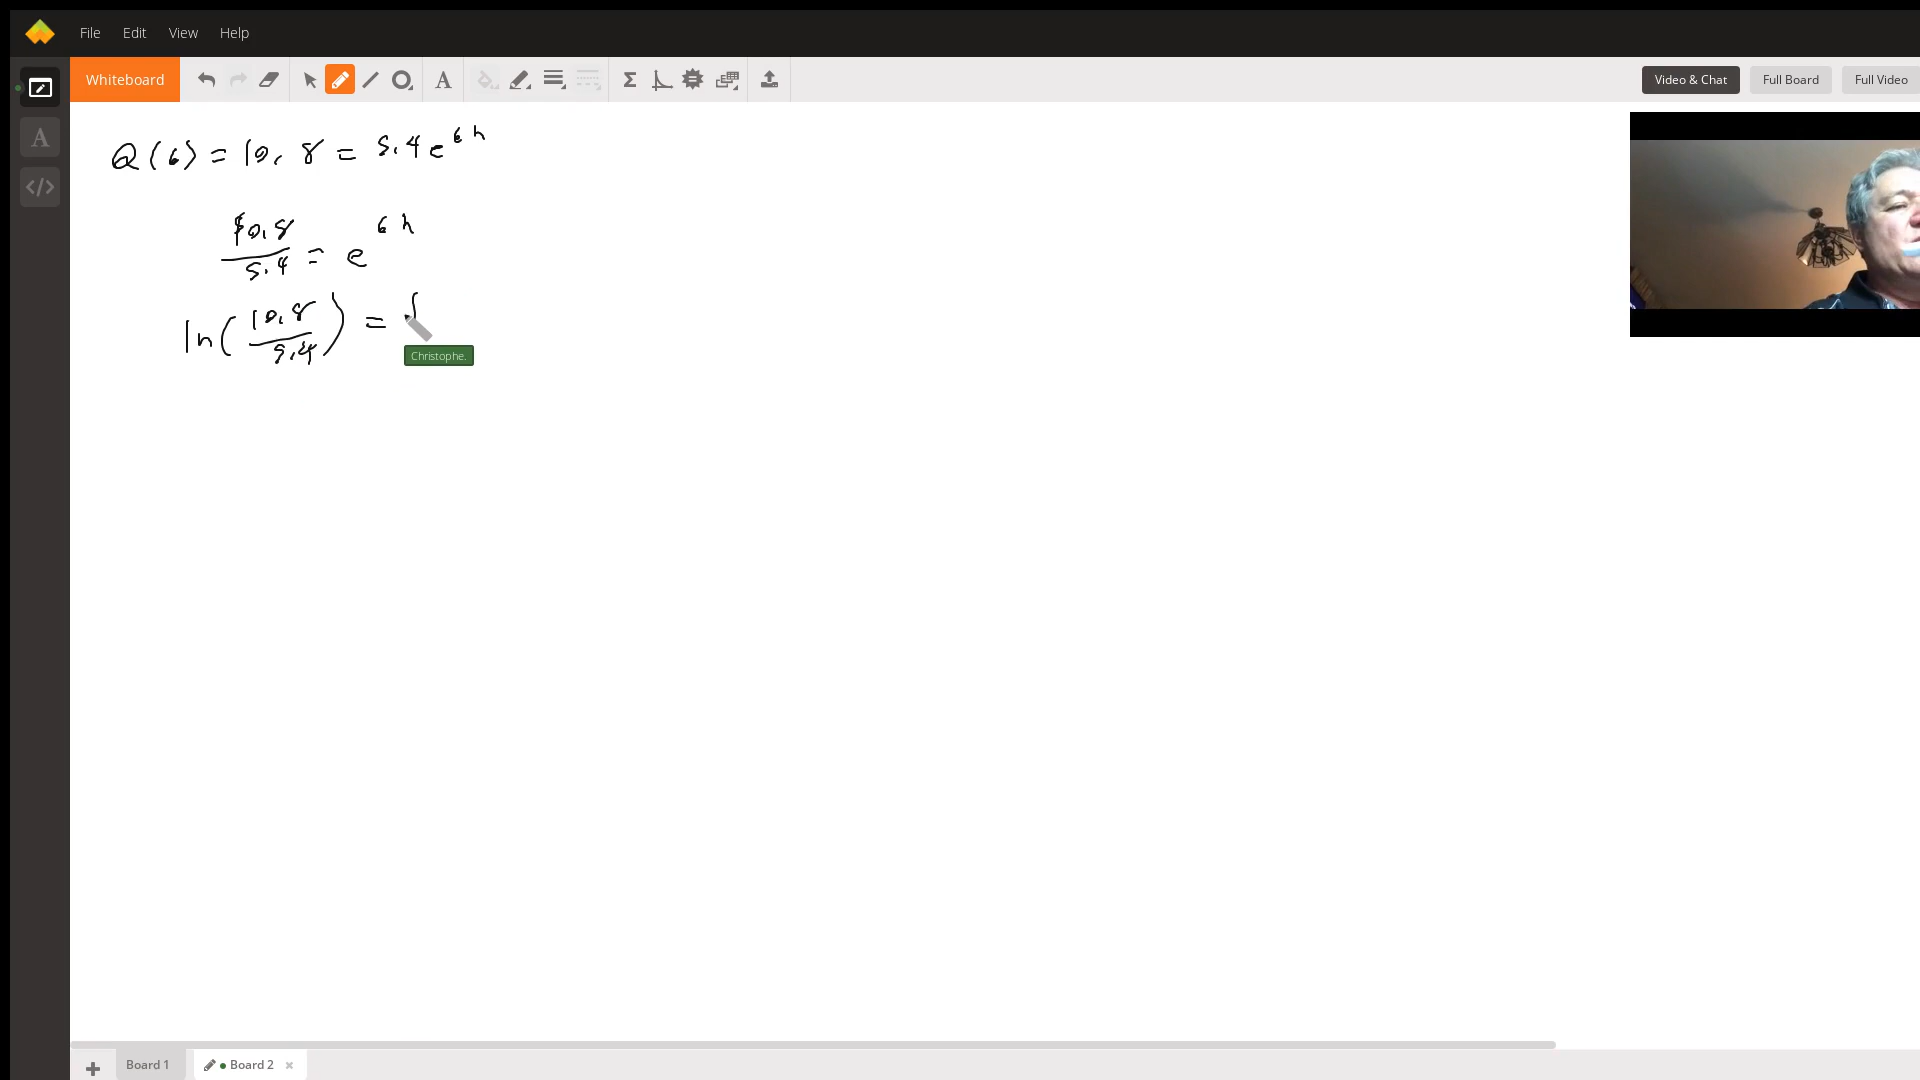 File Edit View Help
Whiteboard A Σ Video & Chat Full Board Full Video
A
</>
Q(6) = 10.8 = 5.4e^6h
10.8/5.4 = e^6h
ln(10.8/5.4) =
Christophe.
+ Board 1 Board 2 ×